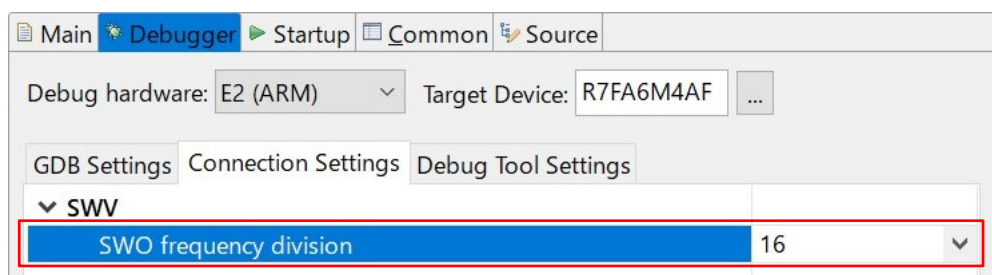 Main Debugger Startup Common Source
Debug hardware: E2 (ARM) Target Device: R7FA6M4AF ...
GDB Settings Connection Settings Debug Tool Settings
SWV
SWO frequency division 16